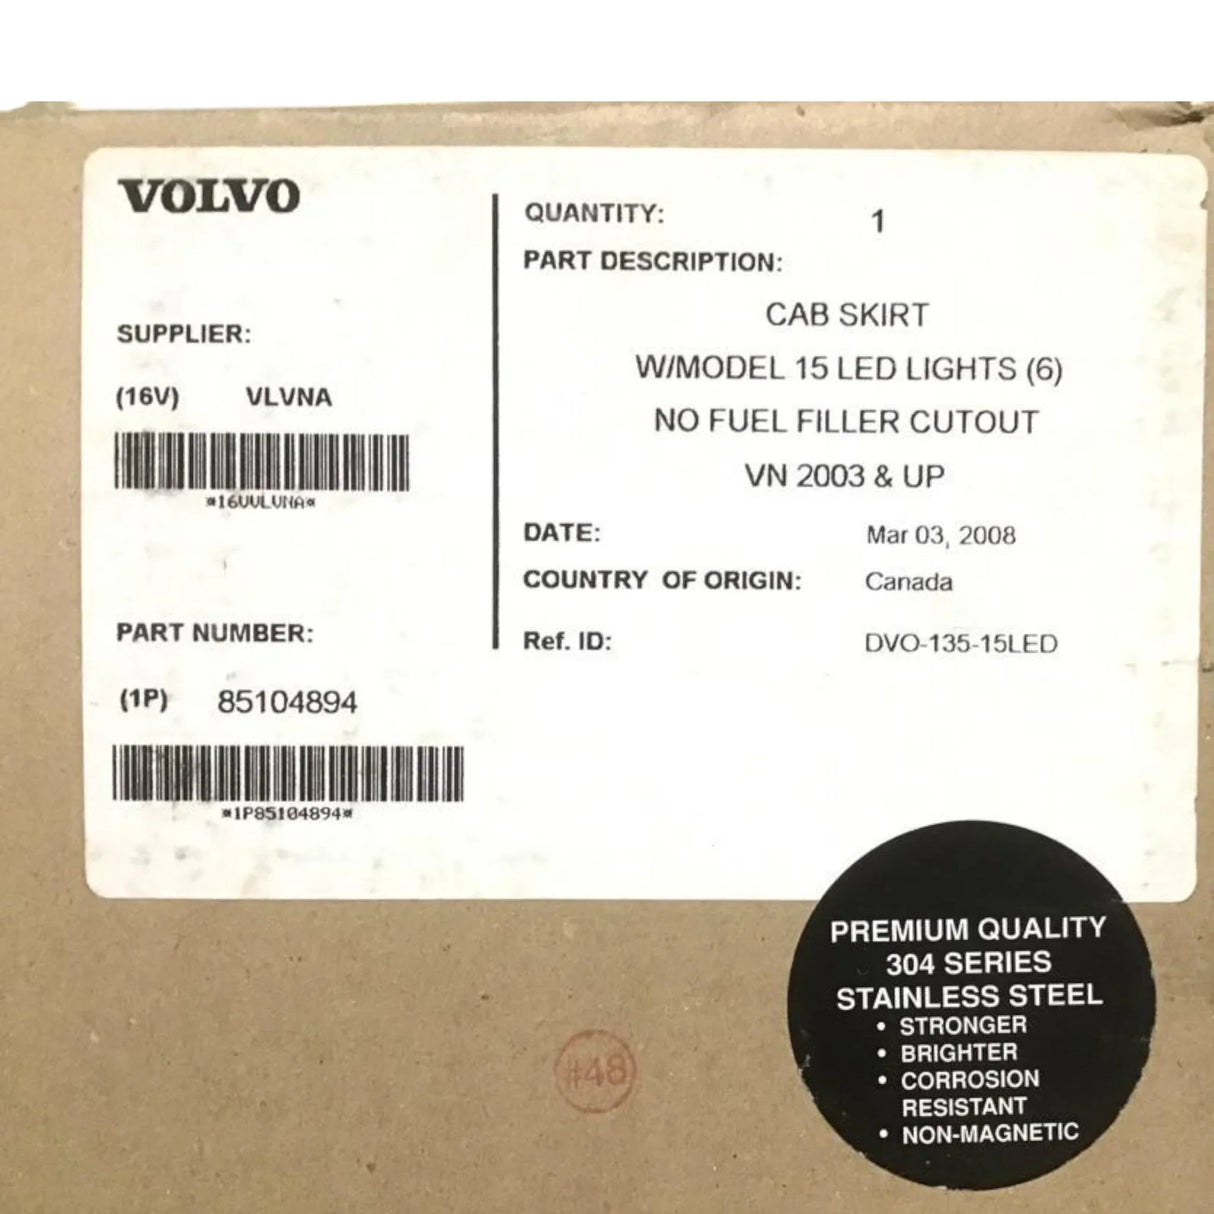 VOLVO
SUPPLIER:
(16V) VLVNA
*16VVLVNA*
PART NUMBER:
(1P) 85104894
*1P85104894*
QUANTITY: 1
PART DESCRIPTION:
CAB SKIRT
W/MODEL 15 LED LIGHTS (6)
NO FUEL FILLER CUTOUT
VN 2003 & UP
DATE: Mar 03, 2008
COUNTRY OF ORIGIN: Canada
Ref. ID: DVO-135-15LED
PREMIUM QUALITY
304 SERIES
STAINLESS STEEL
• STRONGER
• BRIGHTER
• CORROSION
RESISTANT
• NON-MAGNETIC
#48